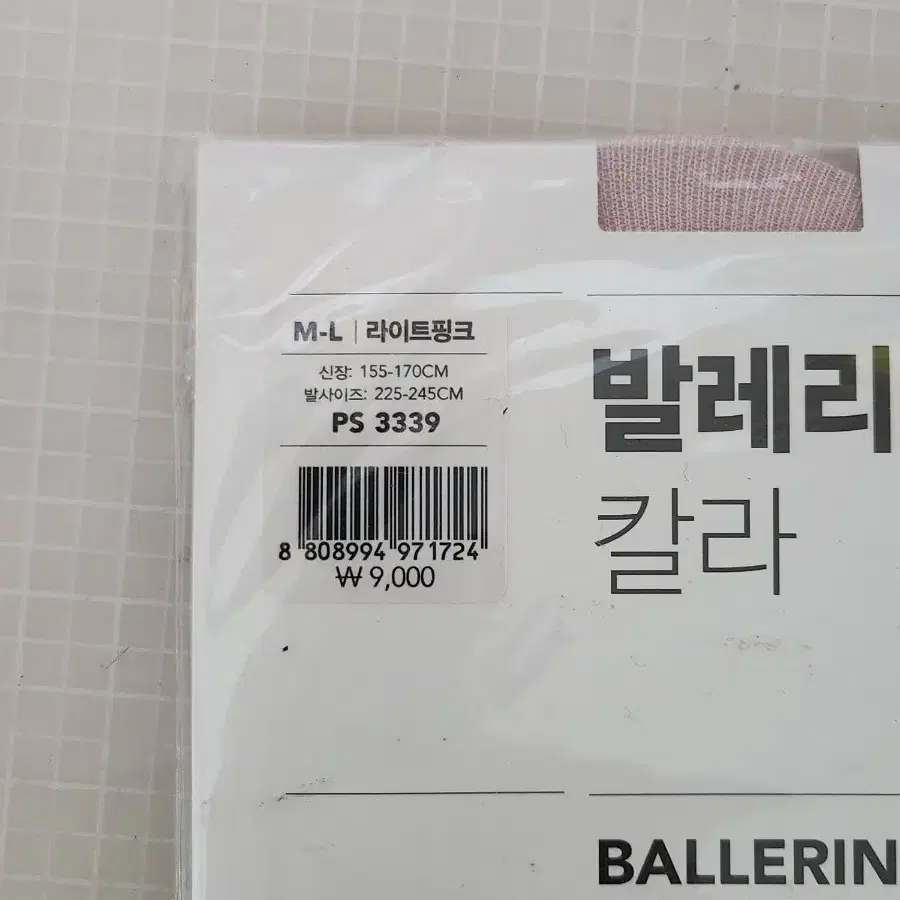 M-L | 라이트핑크
신장: 155-170CM
발사이즈: 225-245CM
PS 3339
8 808994 971724
₩ 9,000
발레리
칼라
BALLERIN